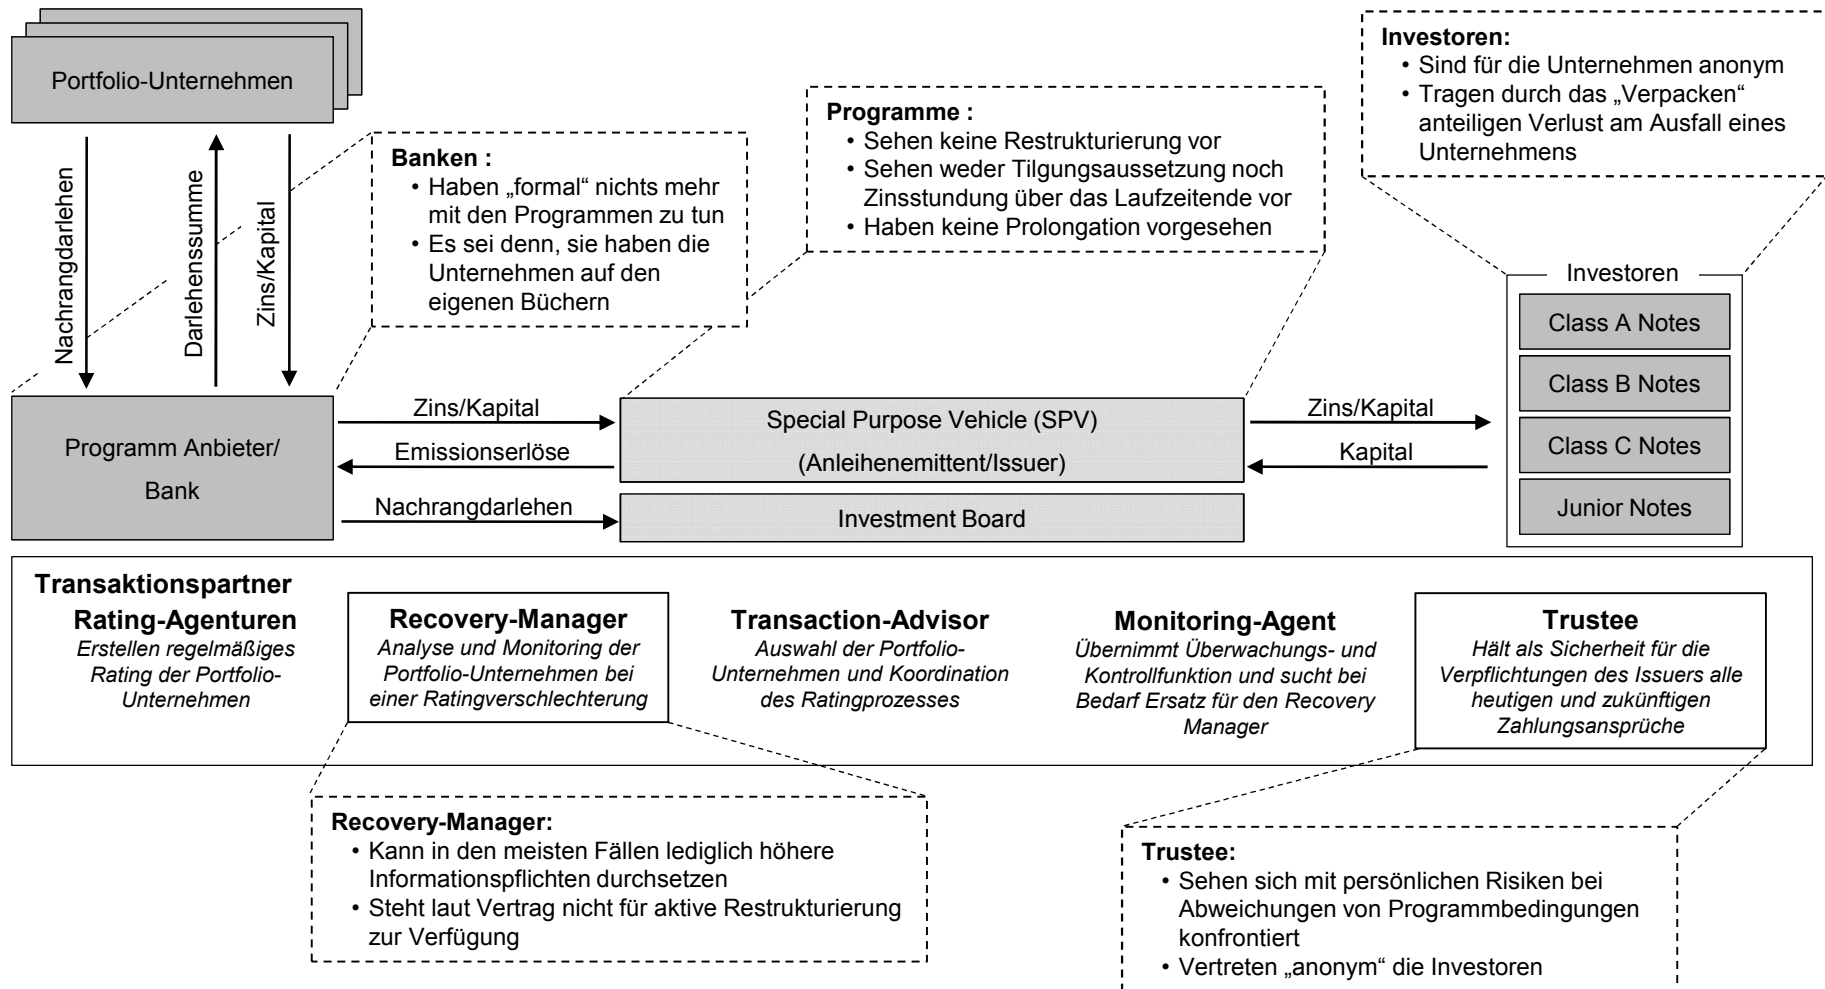 Portfolio-Unternehmen
Nachrangdarlehen
Darlehenssumme
Zins/Kapital
Banken :
• Haben „formal“ nichts mehr
mit den Programmen zu tun
• Es sei denn, sie haben die
Unternehmen auf den
eigenen Büchern
Programme :
• Sehen keine Restrukturierung vor
• Sehen weder Tilgungsaussetzung noch
Zinsstundung über das Laufzeitende vor
• Haben keine Prolongation vorgesehen
Investoren:
• Sind für die Unternehmen anonym
• Tragen durch das „Verpacken“
anteiligen Verlust am Ausfall eines
Unternehmens
Programm Anbieter/
Bank
Zins/Kapital
Emissionserlöse
Nachrangdarlehen
Special Purpose Vehicle (SPV)
(Anleihenemittent/Issuer)
Investment Board
Zins/Kapital
Kapital
Investoren
Class A Notes
Class B Notes
Class C Notes
Junior Notes
Transaktionspartner
Rating-Agenturen
Erstellen regelmäßiges
Rating der Portfolio-
Unternehmen
Recovery-Manager
Analyse und Monitoring der
Portfolio-Unternehmen bei
einer Ratingverschlechterung
Transaction-Advisor
Auswahl der Portfolio-
Unternehmen und Koordination
des Ratingprozesses
Monitoring-Agent
Übernimmt Überwachungs- und
Kontrollfunktion und sucht bei
Bedarf Ersatz für den Recovery
Manager
Trustee
Hält als Sicherheit für die
Verpflichtungen des Issuers alle
heutigen und zukünftigen
Zahlungsansprüche
Recovery-Manager:
• Kann in den meisten Fällen lediglich höhere
Informationspflichten durchsetzen
• Steht laut Vertrag nicht für aktive Restrukturierung
zur Verfügung
Trustee:
• Sehen sich mit persönlichen Risiken bei
Abweichungen von Programmbedingungen
konfrontiert
• Vertreten „anonym“ die Investoren